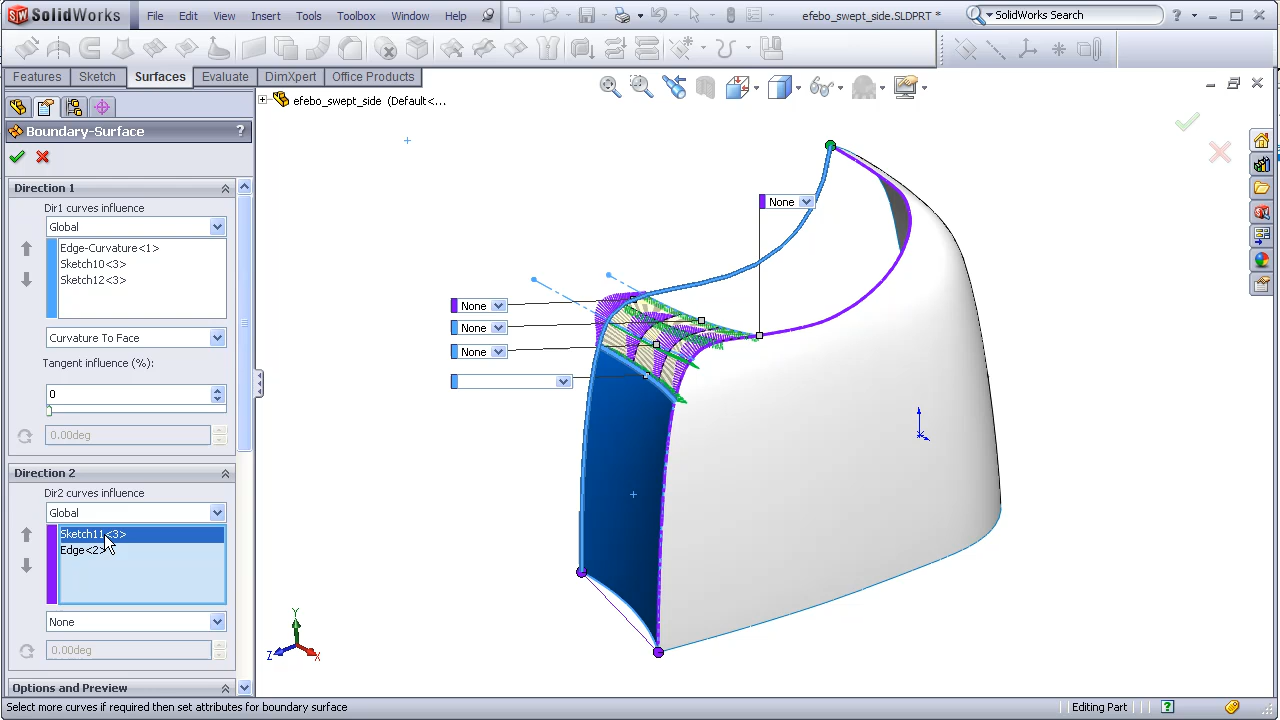 SolidWorks File Edit View Insert Tools Toolbox Window Help efebo_swept_side.SLDPRT * SolidWorks Search ?
Features Sketch Surfaces Evaluate DimXpert Office Products
efebo_swept_side (Default<...
Boundary-Surface ?
Direction 1
Dir1 curves influence
Global
Edge-Curvature<1>
Sketch10<3>
Sketch12<3>
Curvature To Face
Tangent influence (%):
0
0.00deg
Direction 2
Dir2 curves influence
Global
Sketch11<3>
Edge<2>
None
0.00deg
Options and Preview
None
None
None
None
Y
Z
X
Select more curves if required then set attributes for boundary surface
Editing Part
?